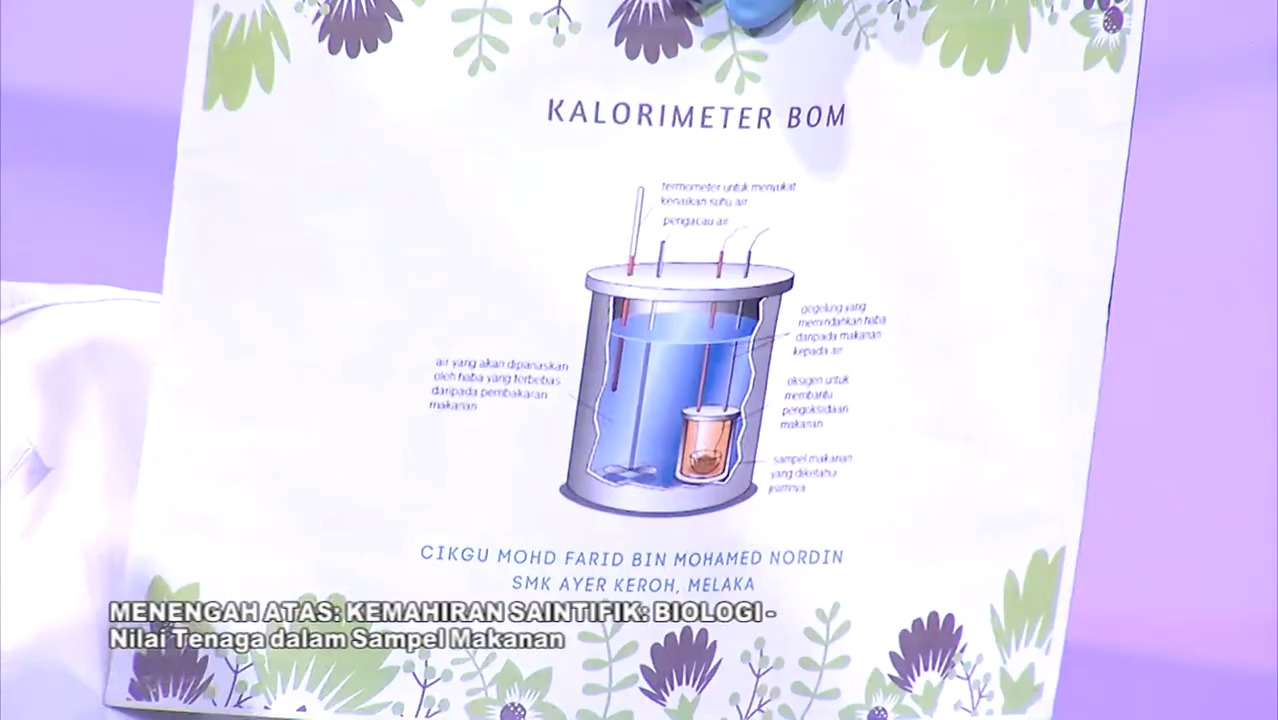 KALORIMETER BOM
termometer untuk menyukat
kenaikan suhu air
pengacau air
gegelung yang
memindahkan haba
daripada makanan
kepada air
air yang akan dipanaskan
oleh haba yang terbebas
daripada pembakaran
makanan
oksigen untuk
membantu
pengoksidaan
makanan
sampel makanan
yang diketahui
jisimnya
CIKGU MOHD FARID BIN MOHAMED NORDIN
SMK AYER KEROH, MELAKA
MENENGAH ATAS: KEMAHIRAN SAINTIFIK: BIOLOGI -
Nilai Tenaga dalam Sampel Makanan